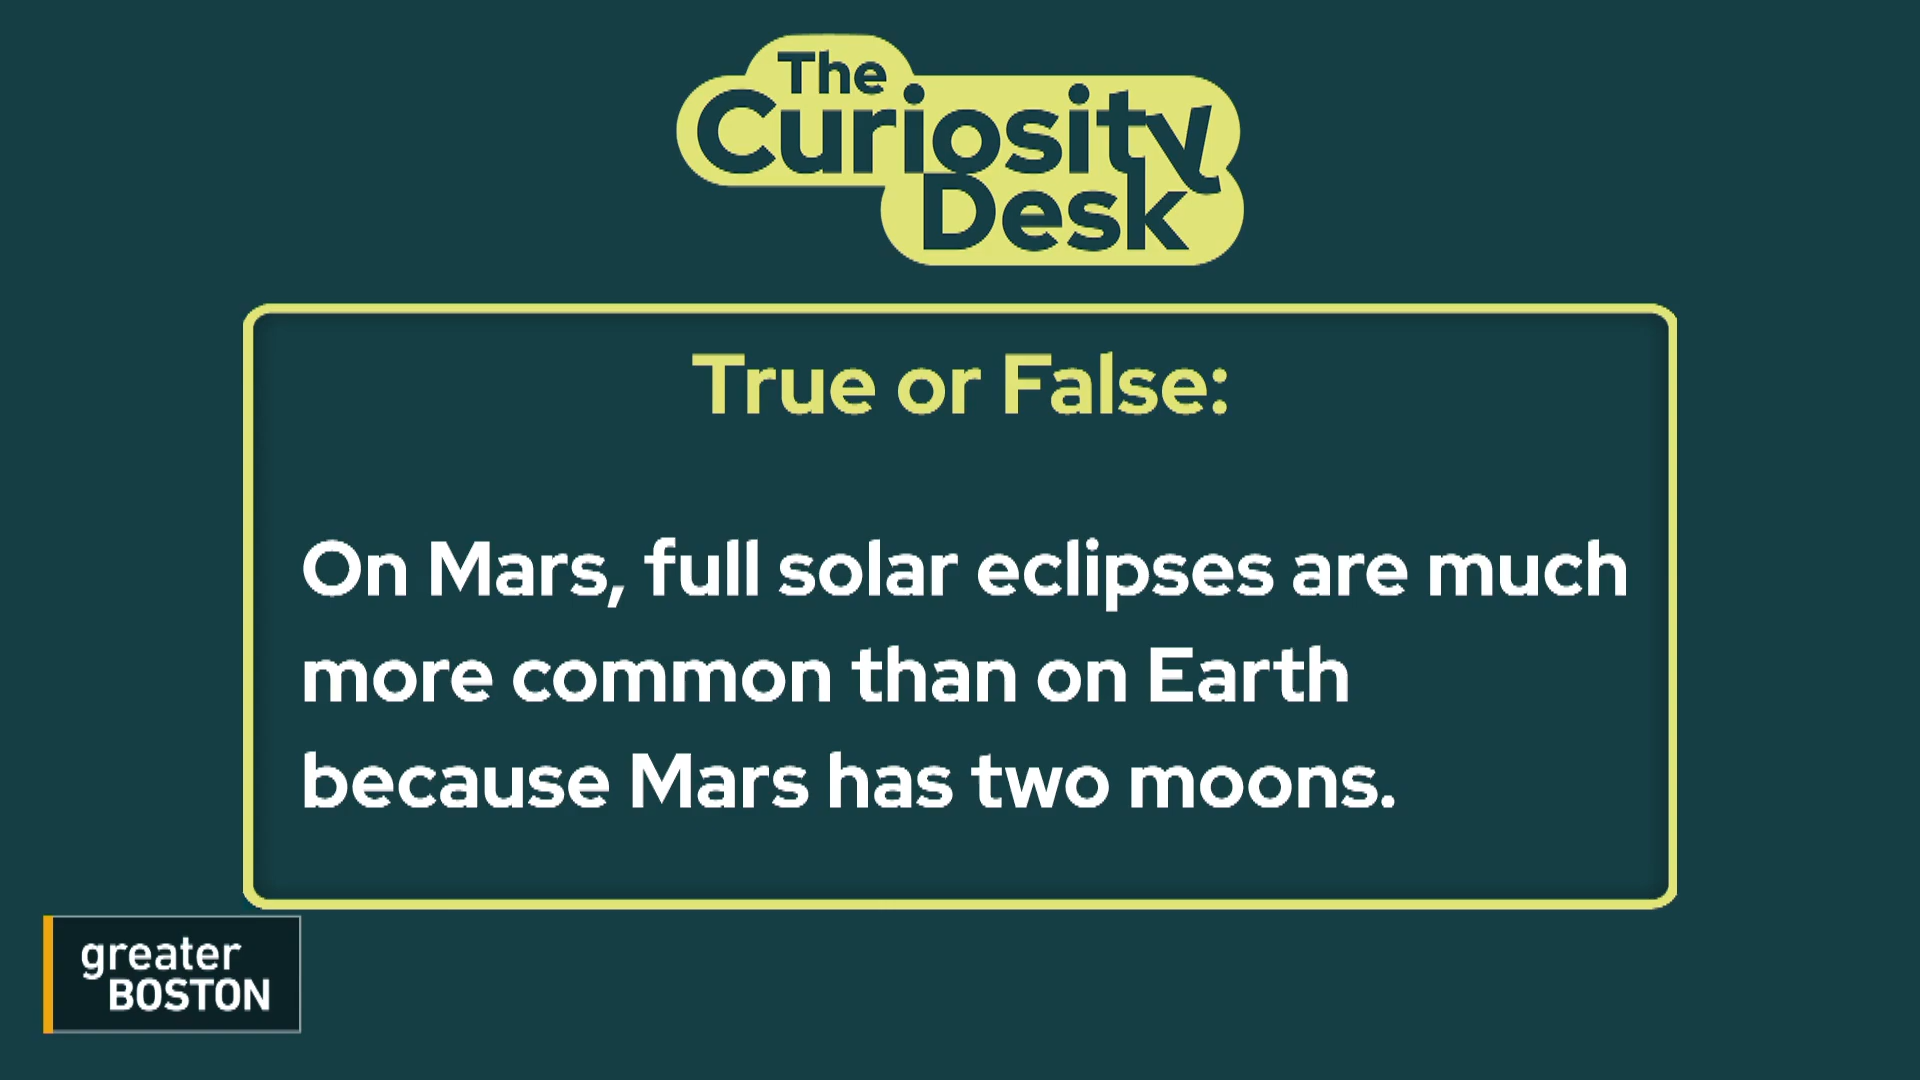 The
Curiosity
Desk
True or False:
On Mars, full solar eclipses are much
more common than on Earth
because Mars has two moons.
greater
BOSTON